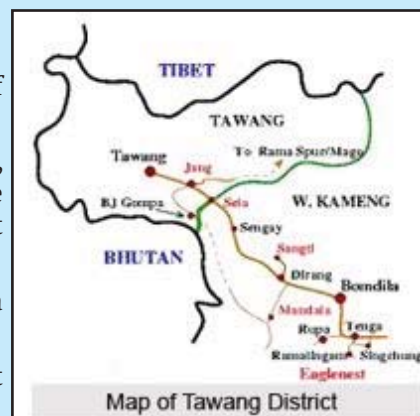 TIBET
TAWANG
Tawang
Jang
To Rama Spur/Magu
BJ Gompa
Sela
W. KAMENG
Sengay
BHUTAN
Sangti
Dirang
Bomdila
Mandala
Rupa
Tenga
Ramalingam
Singchung
Eaglenest
Map of Tawang District